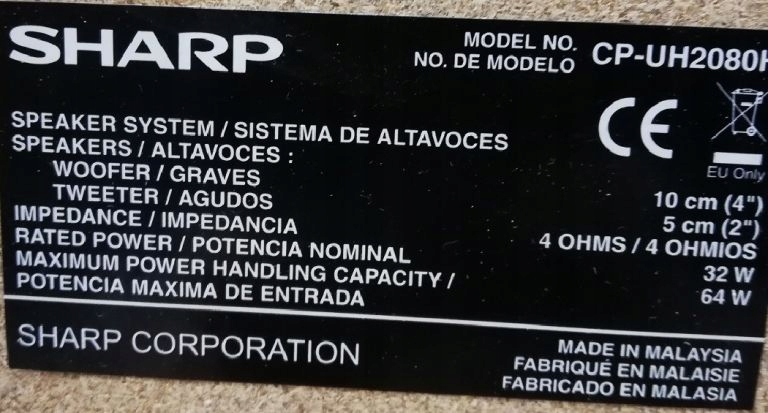 SHARP
MODEL NO.
NO. DE MODELO
CP-UH2080H
SPEAKER SYSTEM / SISTEMA DE ALTAVOCES
SPEAKERS / ALTAVOCES :
WOOFER / GRAVES 10 cm (4")
TWEETER / AGUDOS 5 cm (2")
IMPEDANCE / IMPEDANCIA 4 OHMS / 4 OHMIOS
RATED POWER / POTENCIA NOMINAL 32 W
MAXIMUM POWER HANDLING CAPACITY /
POTENCIA MAXIMA DE ENTRADA 64 W
CE
EU Only
SHARP CORPORATION
MADE IN MALAYSIA
FABRIQUÉ EN MALAISIE
FABRICADO EN MALASIA